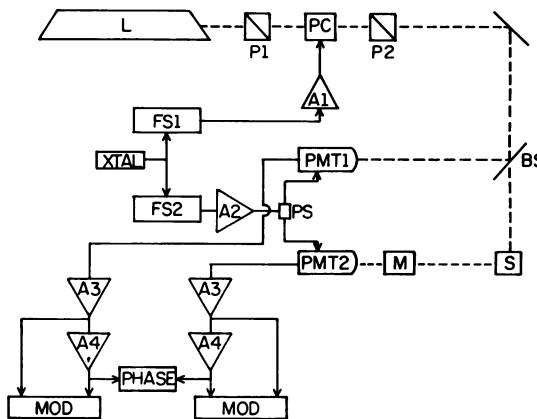 L
P1
PC
P2
A1
FS1
XTAL
PMT1
BS
FS2
A2
PS
PMT2
M
S
A3
A3
A4
A4
PHASE
MOD
MOD